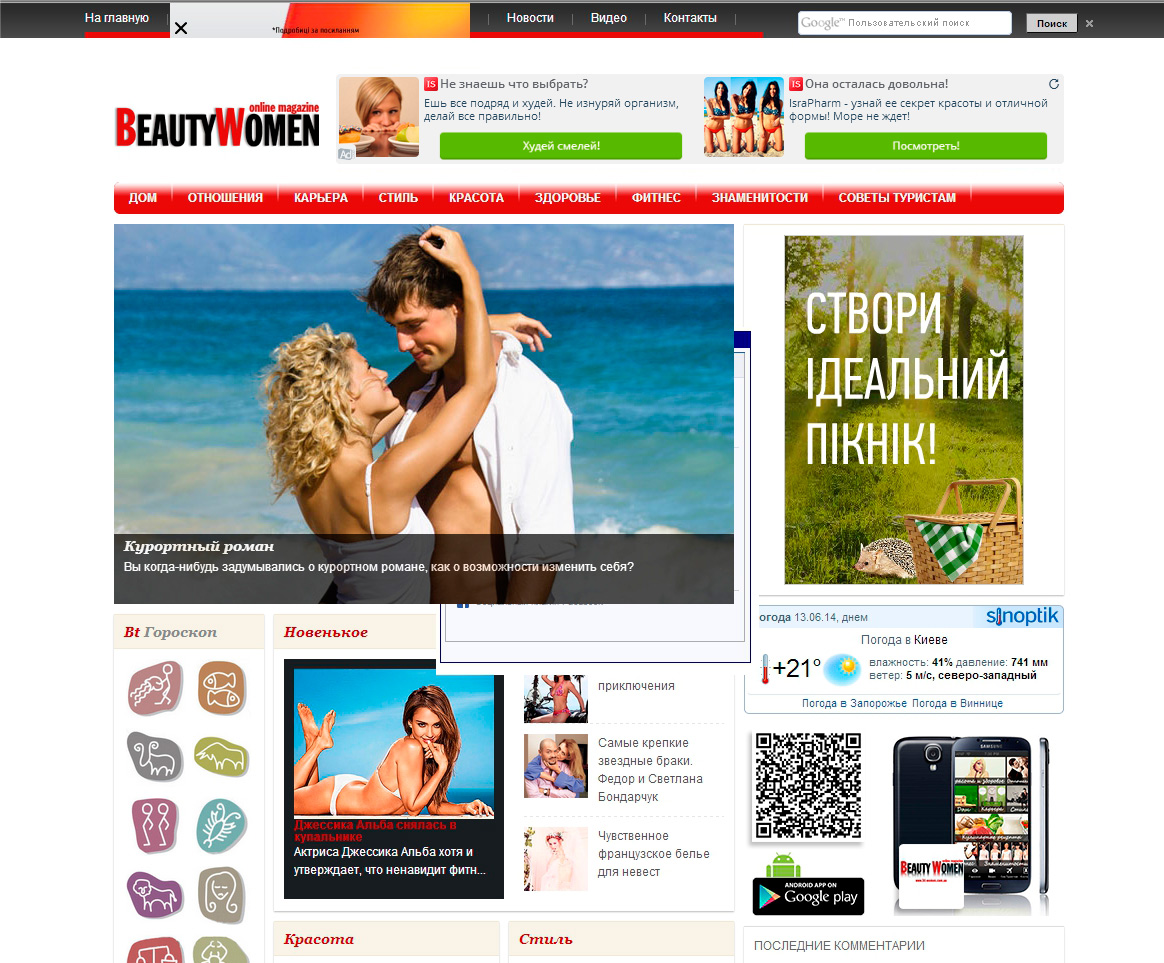 На главную
*Подробиці за посиланням
Новости
Видео
Контакты
Google™ Пользовательский поиск
Поиск
online magazine
BEAUTYWOMEN
IS Не знаешь что выбрать?
Ешь все подряд и худей. Не изнуряй организм,
делай все правильно!
Худей смелей!
IS Она осталась довольна!
IsraPharm - узнай ее секрет красоты и отличной
формы! Море не ждет!
Посмотреть!
ДОМ
ОТНОШЕНИЯ
КАРЬЕРА
СТИЛЬ
КРАСОТА
ЗДОРОВЬЕ
ФИТНЕС
ЗНАМЕНИТОСТИ
СОВЕТЫ ТУРИСТАМ
Курортный роман
Вы когда-нибудь задумывались о курортном романе, как о возможности изменить себя?
СТВОРИ
ІДЕАЛЬНИЙ
ПІКНІК!
Bt Гороскоп
Новенькое
Джессика Альба снялась в
купальнике
Актриса Джессика Альба хотя и
утверждает, что ненавидит фитн...
приключения
Самые крепкие
звездные браки.
Федор и Светлана
Бондарчук
Чувственное
французское белье
для невест
огода 13.06.14, днем
sinoptik
Погода в Киеве
+21°
влажность: 41% давление: 741 мм
ветер: 5 м/с, северо-западный
Погода в Запорожье Погода в Виннице
ANDROID APP ON
Google play
SAMSUNG
BEAUTY WOMEN
Красота
Стиль
ПОСЛЕДНИЕ КОММЕНТАРИИ